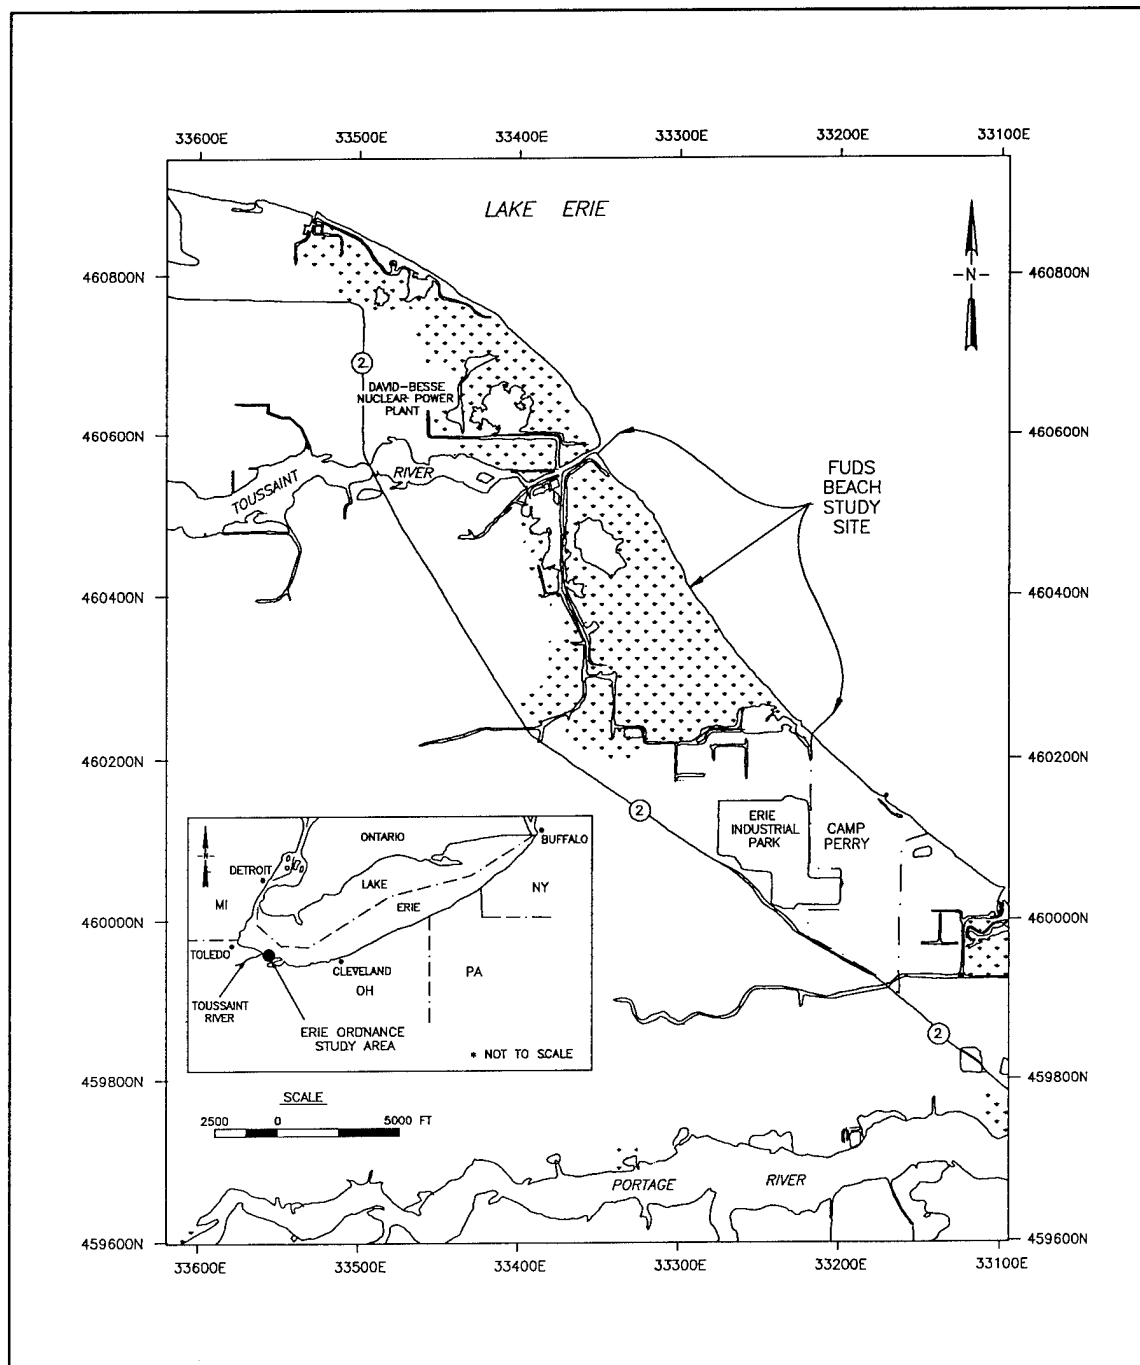 33600E 33500E 33400E 33300E 33200E 33100E
LAKE ERIE
N
460800N 460800N
2
DAVID-BESSE
NUCLEAR POWER
PLANT
460600N 460600N
TOUSSAINT RIVER
FUDS
BEACH
STUDY
SITE
460400N 460400N
460200N 460200N
2
ERIE
INDUSTRIAL
PARK
CAMP
PERRY
ONTARIO
BUFFALO
N
DETROIT
LAKE
NY
MI
ERIE
TOLEDO
CLEVELAND
PA
OH
TOUSSAINT
RIVER
ERIE ORDNANCE
STUDY AREA
* NOT TO SCALE
460000N 460000N
2
459800N 459800N
SCALE
2500 0 5000 FT
PORTAGE RIVER
459600N 459600N
33600E 33500E 33400E 33300E 33200E 33100E